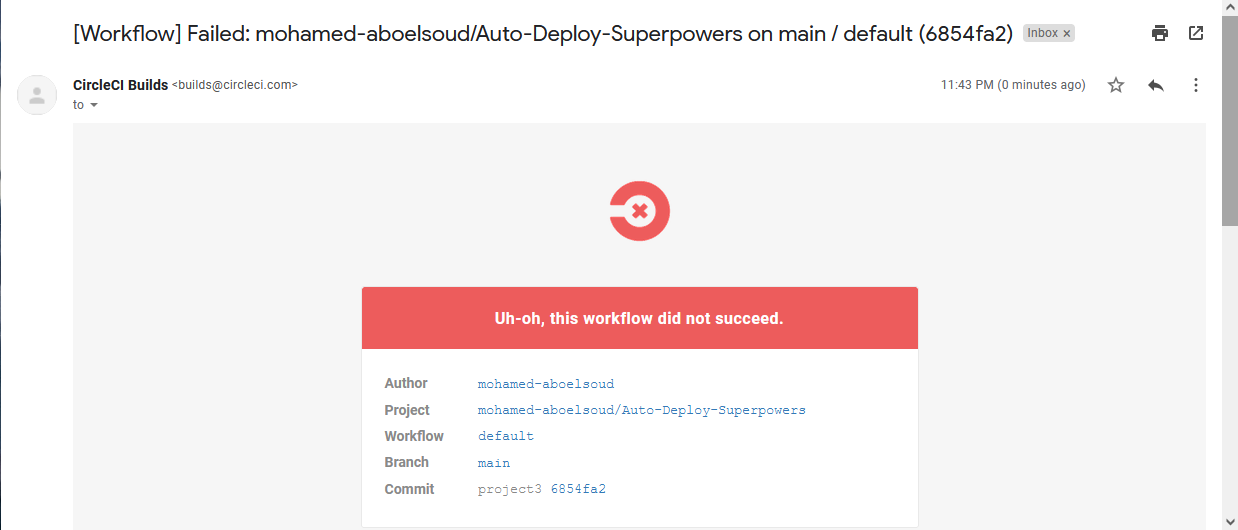 [Workflow] Failed: mohamed-aboelsoud/Auto-Deploy-Superpowers on main / default (6854fa2) Inbox ×
CircleCI Builds <builds@circleci.com> 11:43 PM (0 minutes ago)
to
Uh-oh, this workflow did not succeed.
Author mohamed-aboelsoud
Project mohamed-aboelsoud/Auto-Deploy-Superpowers
Workflow default
Branch main
Commit project3 6854fa2